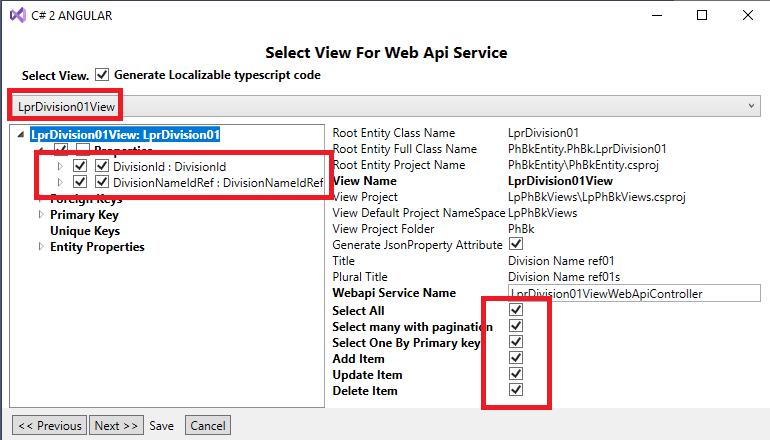 C# 2 ANGULAR
Select View For Web Api Service
Select View. Generate Localizable typescript code
LprDivision01View
LprDivision01View: LprDivision01
Properties
DivisionId : DivisionId
DivisionNameIdRef : DivisionNameIdRef
Foreign Keys
Primary Key
Unique Keys
Entity Properties
Root Entity Class Name LprDivision01
Root Entity Full Class Name PhBkEntity.PhBk.LprDivision01
Root Entity Project Name PhBkEntity\PhBkEntity.csproj
View Name LprDivision01View
View Project LpPhBkViews\LpPhBkViews.csproj
View Default Project NameSpace LpPhBkViews
View Project Folder PhBk
Generate JsonProperty Attribute
Title Division Name ref01
Plural Title Division Name ref01s
Webapi Service Name LprDivision01ViewWebApiController
Select All
Select many with pagination
Select One By Primary key
Add Item
Update Item
Delete Item
<< Previous Next >> Save Cancel